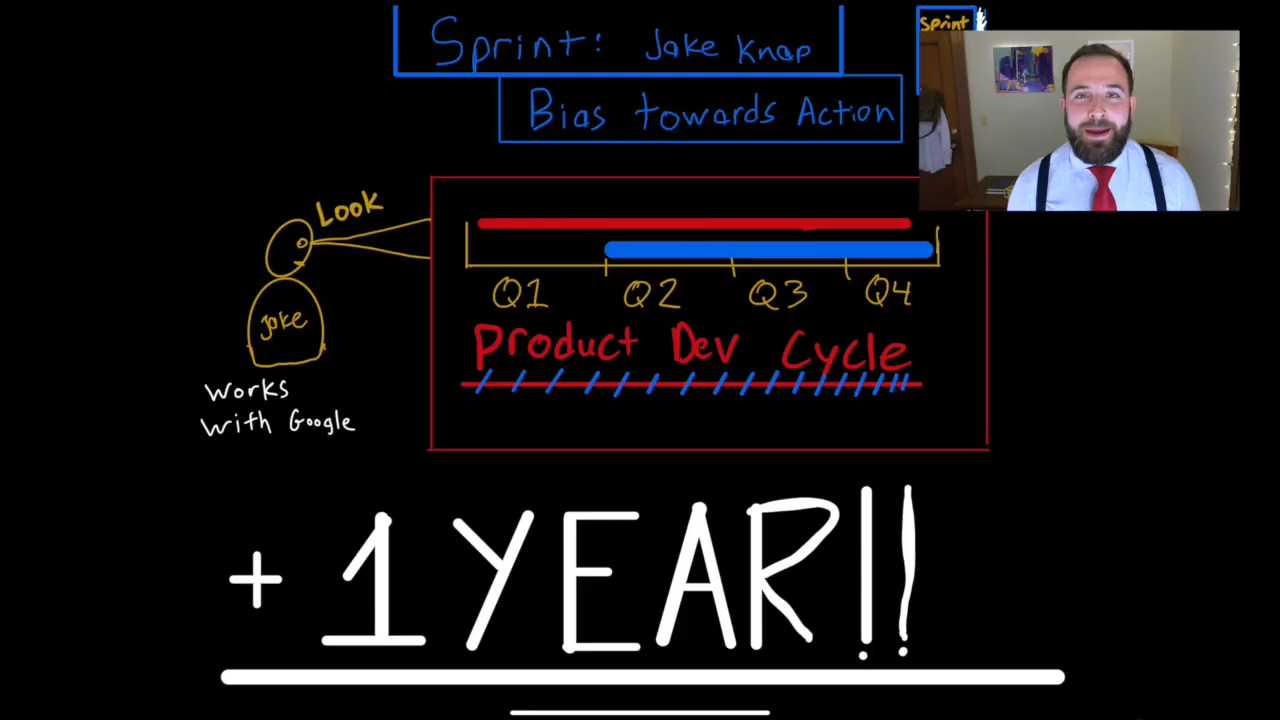 Sprint: Jake Knap
Sprint
Bias towards Action
Look
Q1 Q2 Q3 Q4
Jake
Product Dev Cycle
Works
with Google
+ 1 YEAR!!